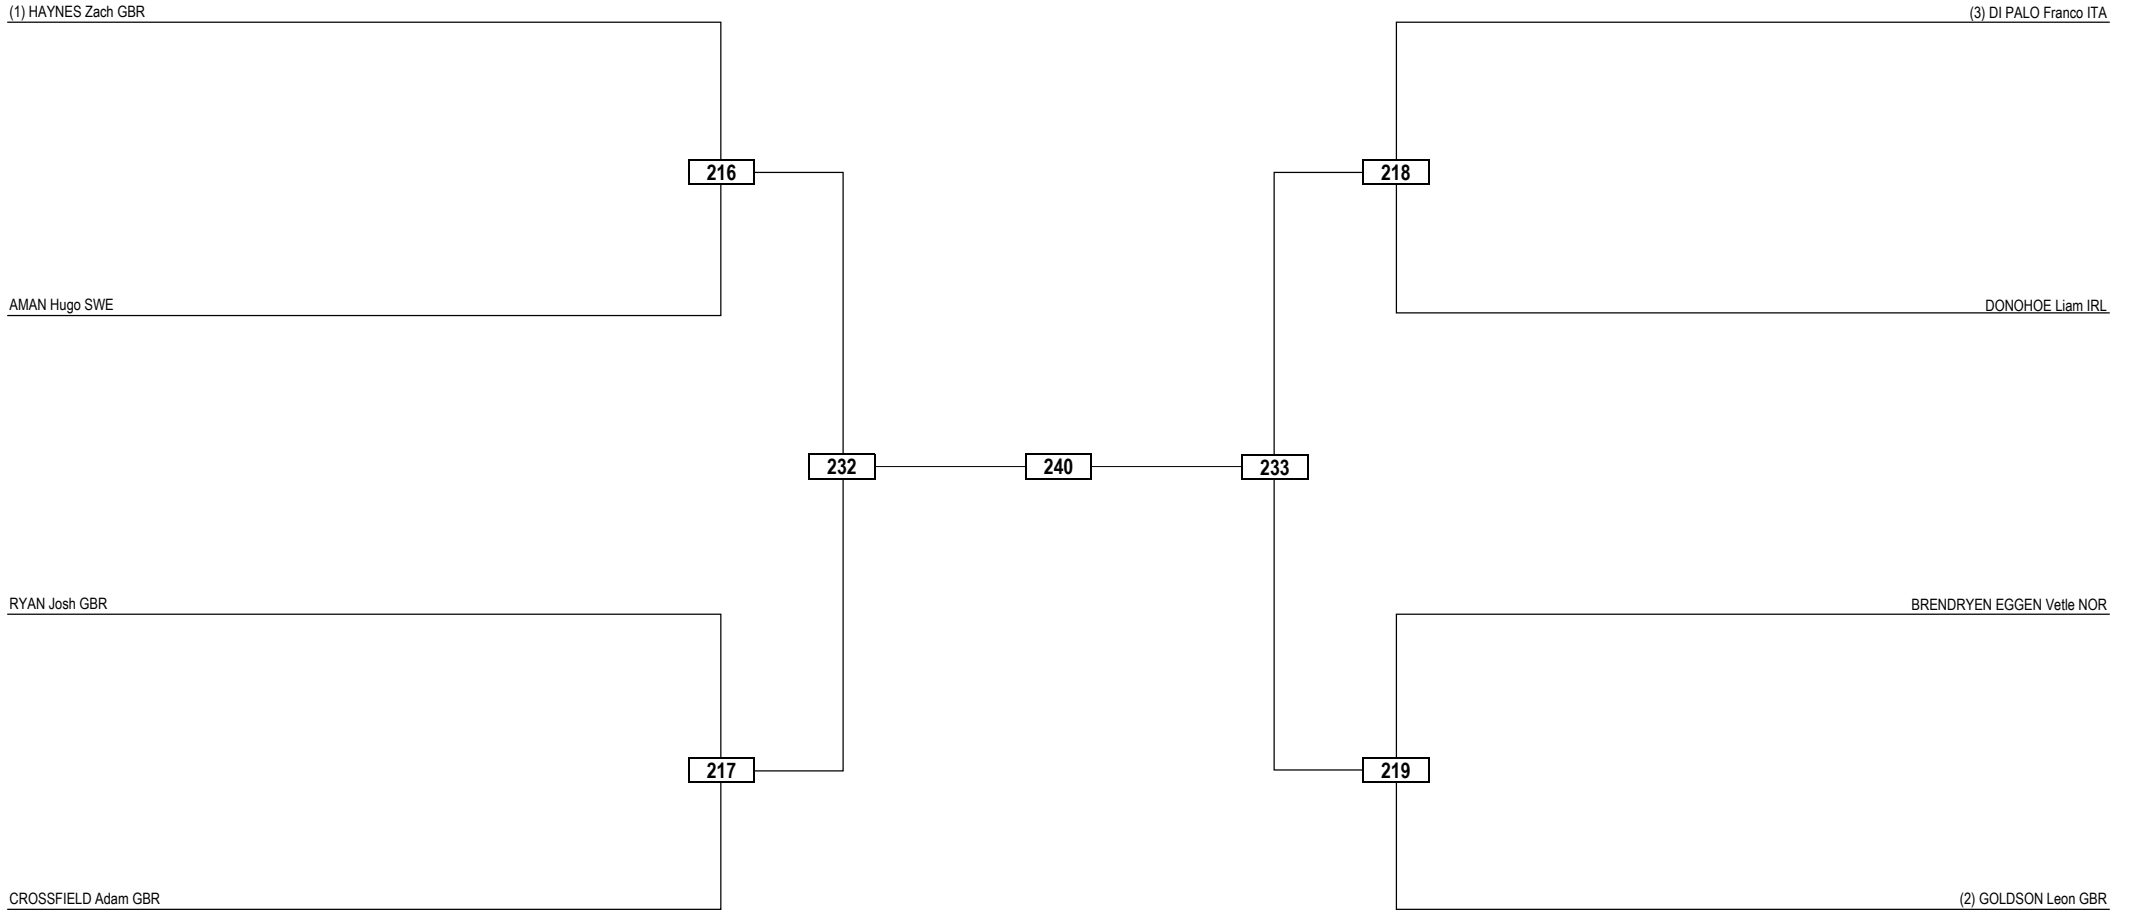 (1) HAYNES Zach GBR
(3) DI PALO Franco ITA
216
218
AMAN Hugo SWE
DONOHOE Liam IRL
232
240
233
RYAN Josh GBR
BRENDRYEN EGGEN Vetle NOR
217
219
CROSSFIELD Adam GBR
(2) GOLDSON Leon GBR